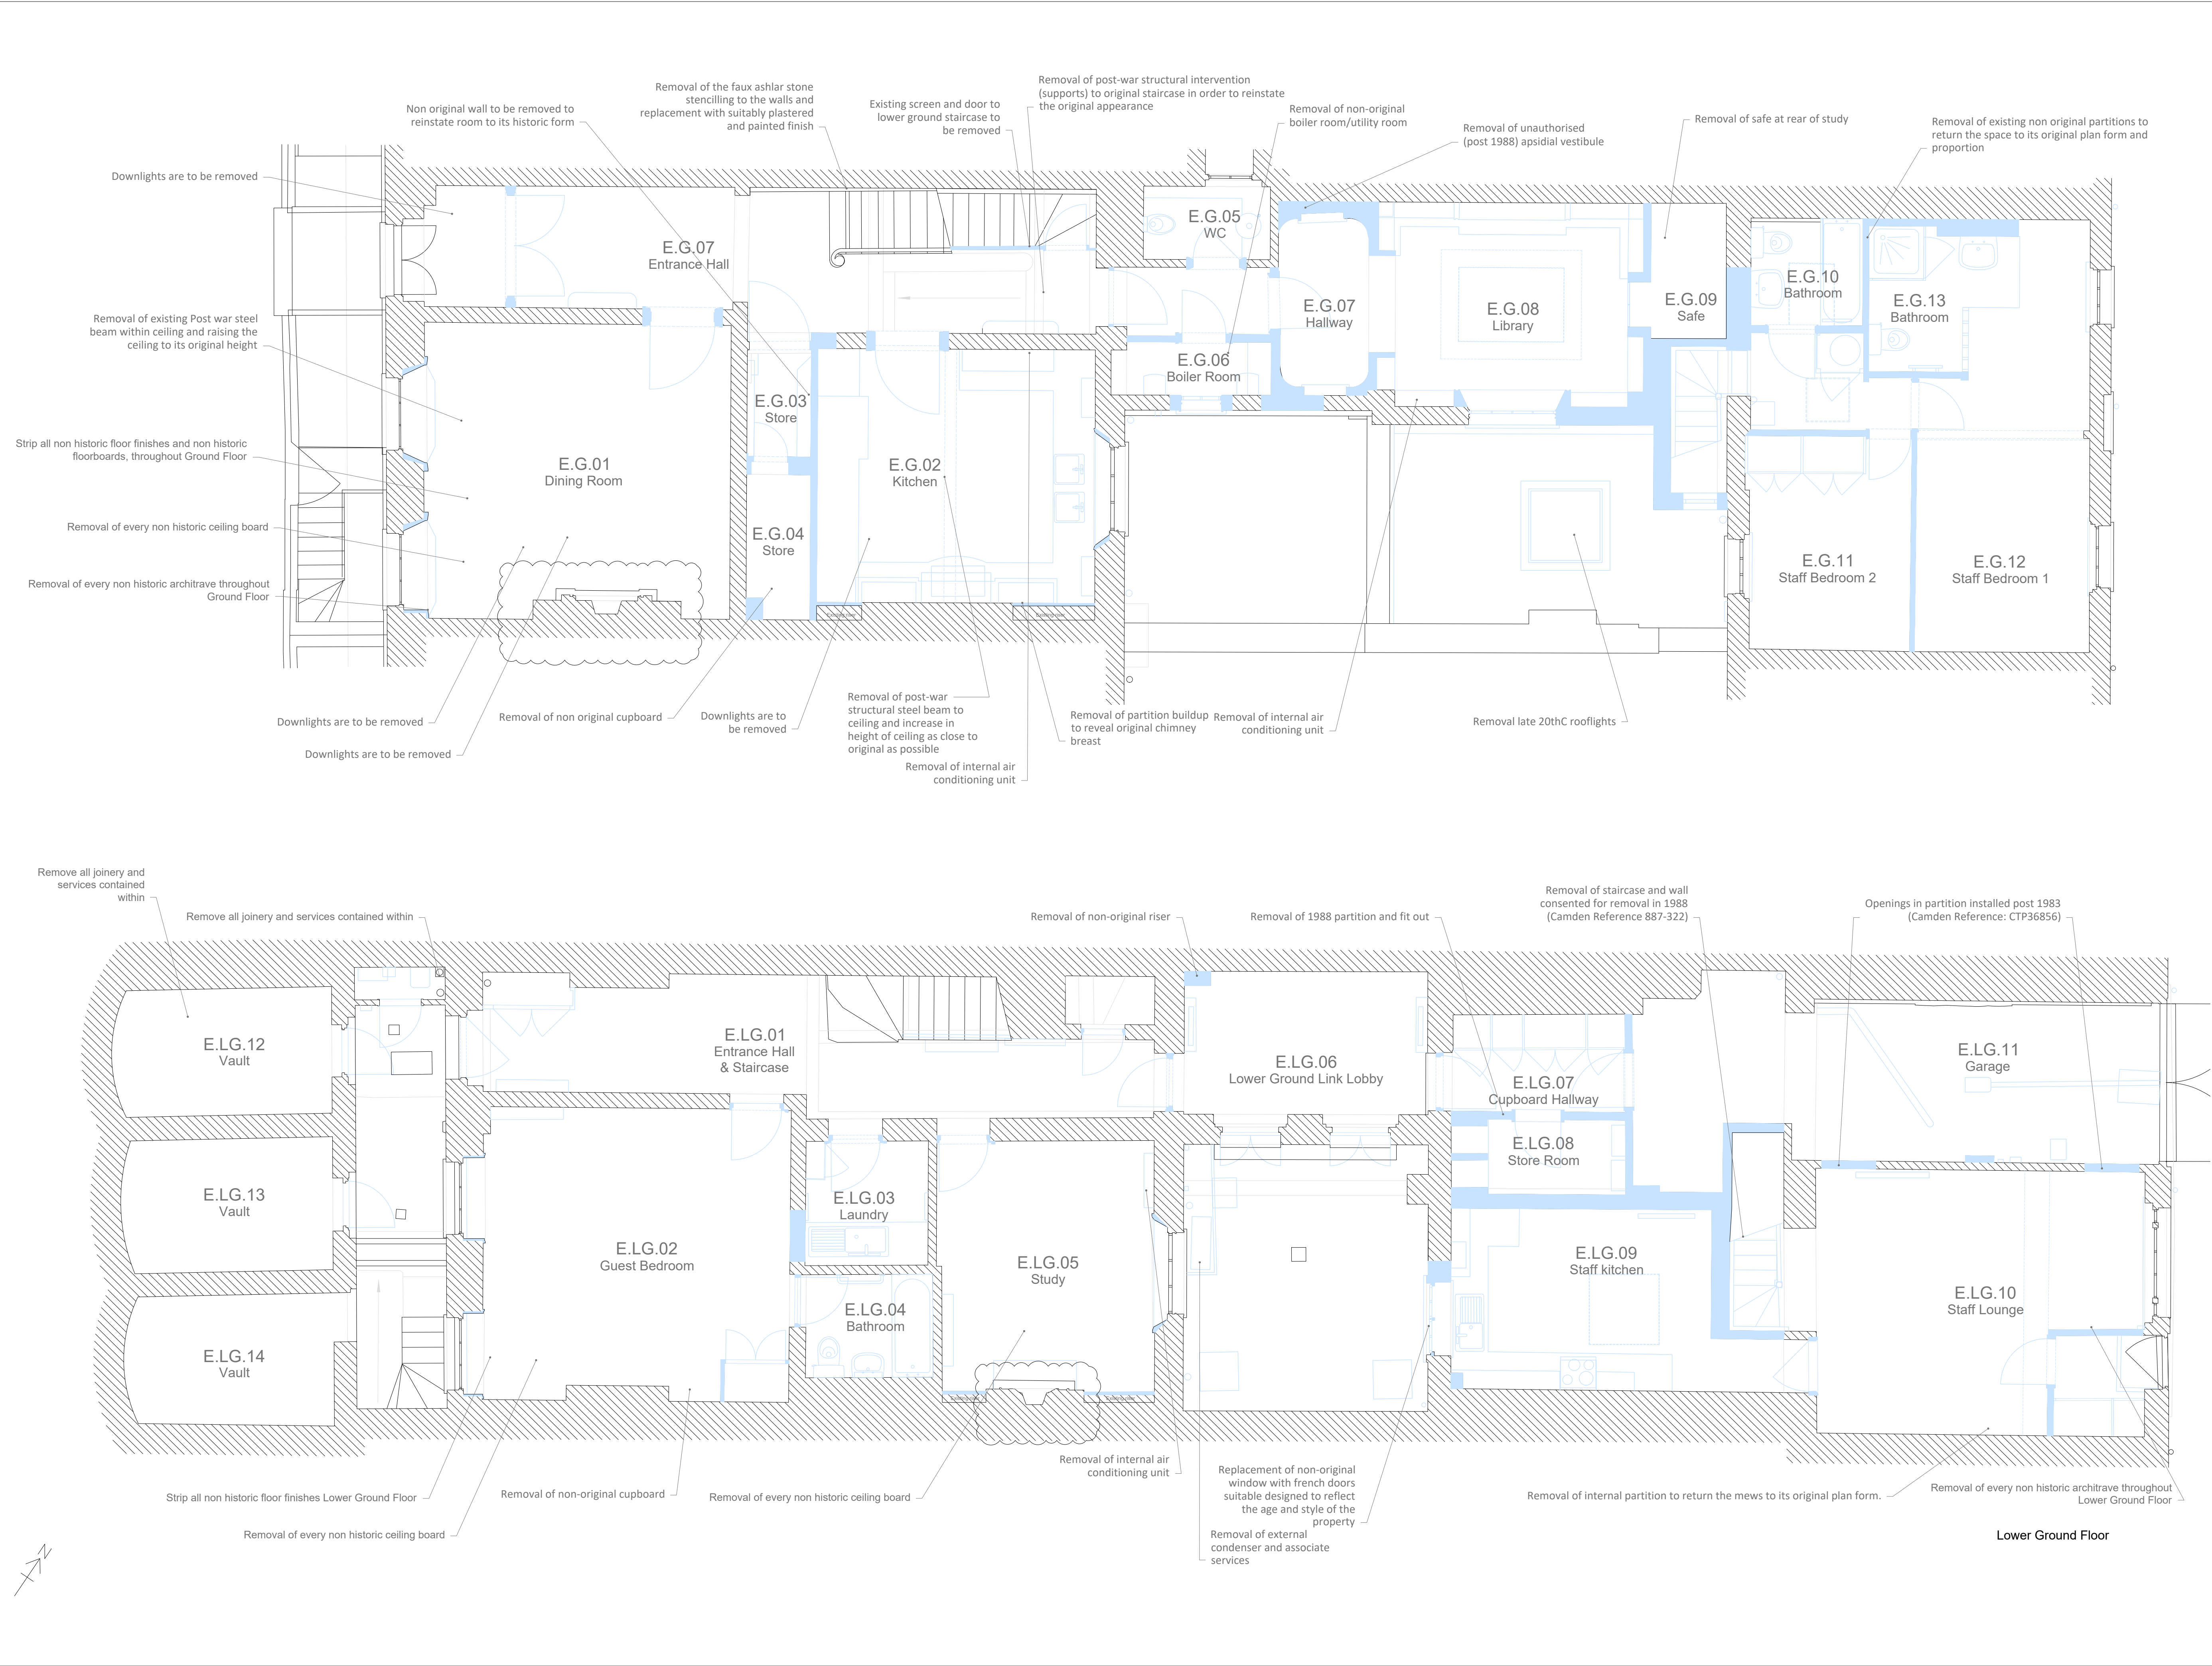 Removal of the faux ashlar stone
stencilling to the walls and
replacement with suitably plastered
and painted finish
Non original wall to be removed to
reinstate room to its historic form
Existing screen and door to
lower ground staircase to
be removed
Removal of post-war structural intervention
(supports) to original staircase in order to reinstate
the original appearance
Removal of non-original
boiler room/utility room
Removal of unauthorised
(post 1988) apsidial vestibule
Removal of safe at rear of study
Removal of existing non original partitions to
return the space to its original plan form and
proportion
Downlights are to be removed
Removal of existing Post war steel
beam within ceiling and raising the
ceiling to its original height
Strip all non historic floor finishes and non historic
floorboards, throughout Ground Floor
Removal of every non historic ceiling board
Removal of every non historic architrave throughout
Ground Floor
E.G.07
Entrance Hall
E.G.05
WC
E.G.07
Hallway
E.G.08
Library
E.G.09
Safe
E.G.10
Bathroom
E.G.13
Bathroom
E.G.06
Boiler Room
E.G.03
Store
E.G.01
Dining Room
E.G.02
Kitchen
E.G.04
Store
E.G.11
Staff Bedroom 2
E.G.12
Staff Bedroom 1
Downlights are to be removed
Downlights are to be removed
Removal of non original cupboard
Downlights are to
be removed
Removal of post-war
structural steel beam to
ceiling and increase in
height of ceiling as close to
original as possible
Removal of internal air
conditioning unit
Removal of partition buildup
to reveal original chimney
breast
Removal of internal air
conditioning unit
Removal late 20thC rooflights
Remove all joinery and
services contained
within
Remove all joinery and services contained within
Removal of non-original riser
Removal of 1988 partition and fit out
Removal of staircase and wall
consented for removal in 1988
(Camden Reference 887-322)
Openings in partition installed post 1983
(Camden Reference: CTP36856)
E.LG.12
Vault
E.LG.01
Entrance Hall
& Staircase
E.LG.06
Lower Ground Link Lobby
E.LG.07
Cupboard Hallway
E.LG.11
Garage
E.LG.08
Store Room
E.LG.13
Vault
E.LG.03
Laundry
E.LG.02
Guest Bedroom
E.LG.05
Study
E.LG.09
Staff kitchen
E.LG.10
Staff Lounge
E.LG.04
Bathroom
E.LG.14
Vault
Strip all non historic floor finishes Lower Ground Floor
Removal of every non historic ceiling board
Removal of non-original cupboard
Removal of every non historic ceiling board
Removal of internal air
conditioning unit
Replacement of non-original
window with french doors
suitable designed to reflect
the age and style of the
property
Removal of external
condenser and associate
services
Removal of internal partition to return the mews to its original plan form.
Removal of every non historic architrave throughout
Lower Ground Floor
Lower Ground Floor
N